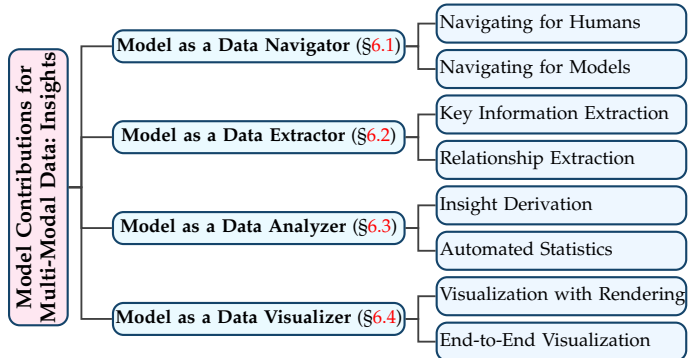 Model Contributions for
Multi-Modal Data: Insights
Model as a Data Navigator (§6.1)
Navigating for Humans
Navigating for Models
Model as a Data Extractor (§6.2)
Key Information Extraction
Relationship Extraction
Model as a Data Analyzer (§6.3)
Insight Derivation
Automated Statistics
Model as a Data Visualizer (§6.4)
Visualization with Rendering
End-to-End Visualization